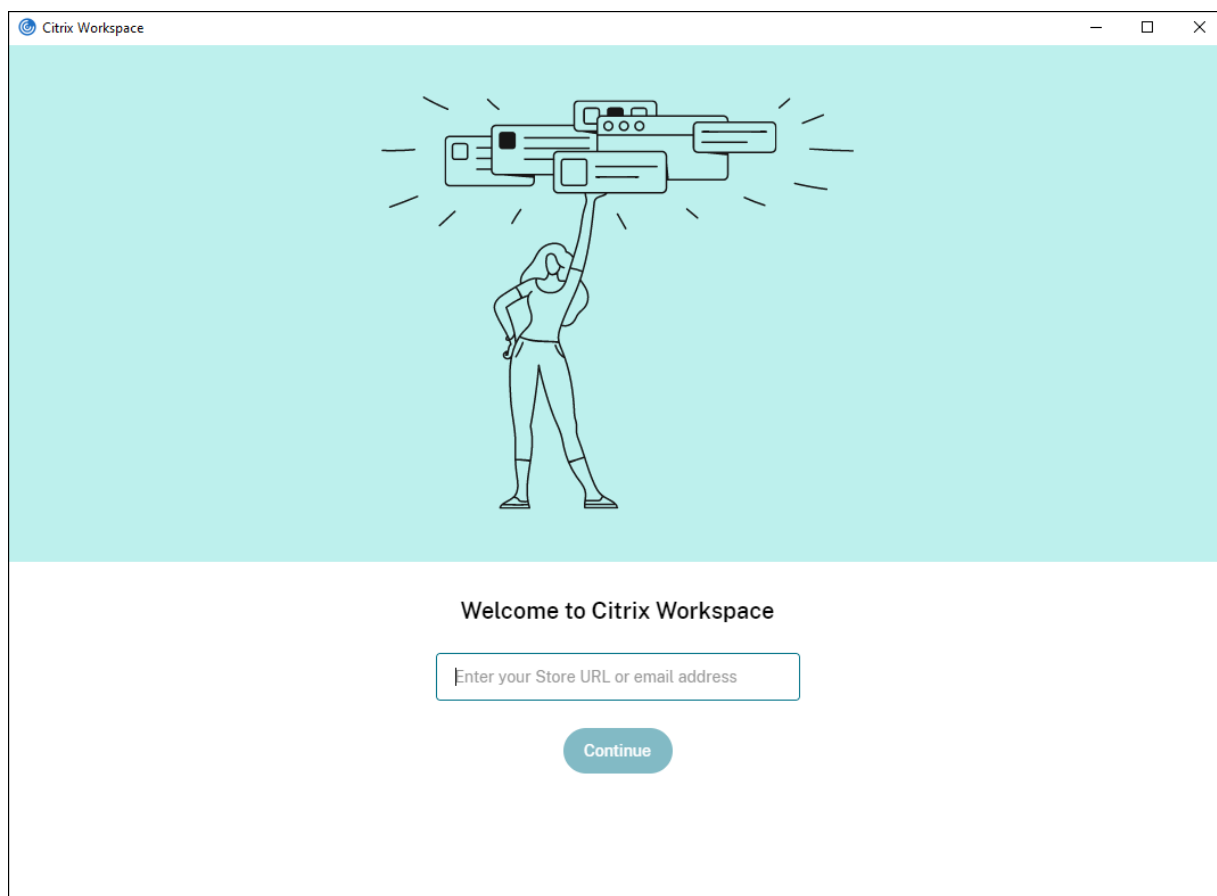 Citrix Workspace
Welcome to Citrix Workspace
Enter your Store URL or email address
Continue